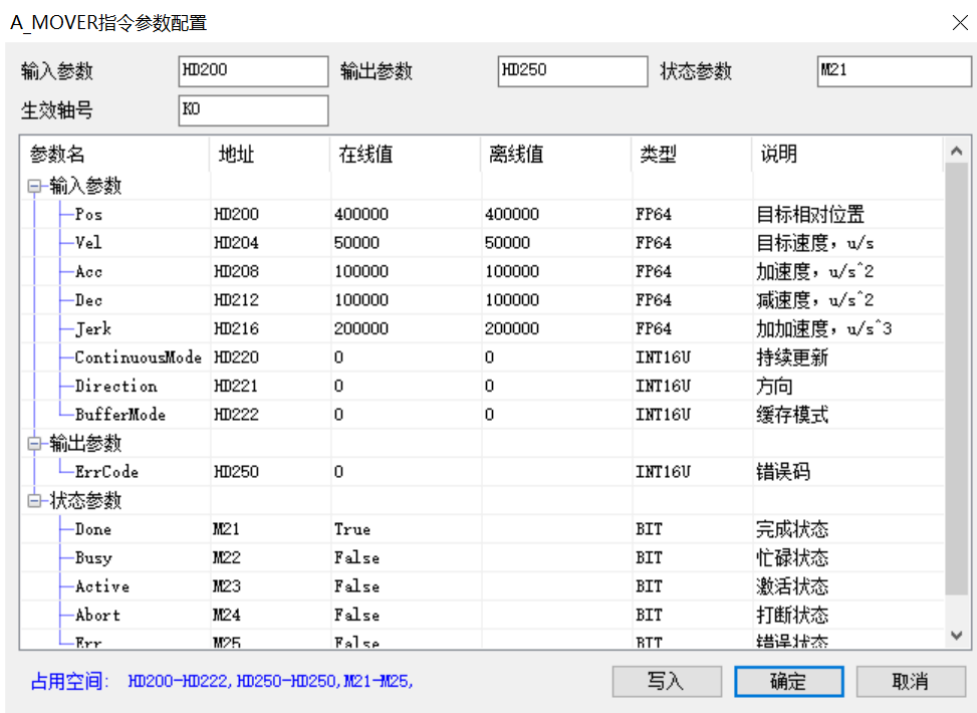 A_MOVER指令参数配置
输入参数 HD200 输出参数 HD250 状态参数 M21
生效轴号 K0
参数名 地址 在线值 离线值 类型 说明
输入参数
Pos HD200 400000 400000 FP64 目标相对位置
Vel HD204 50000 50000 FP64 目标速度，u/s
Acc HD208 100000 100000 FP64 加速度，u/s^2
Dec HD212 100000 100000 FP64 减速度，u/s^2
Jerk HD216 200000 200000 FP64 加加速度，u/s^3
ContinuousMode HD220 0 0 INT16U 持续更新
Direction HD221 0 0 INT16U 方向
BufferMode HD222 0 0 INT16U 缓存模式
输出参数
ErrCode HD250 0 INT16U 错误码
状态参数
Done M21 True BIT 完成状态
Busy M22 False BIT 忙碌状态
Active M23 False BIT 激活状态
Abort M24 False BIT 打断状态
Err M25 False BIT 错误状态
占用空间: HD200-HD222,HD250-HD250,M21-M25, 写入 确定 取消